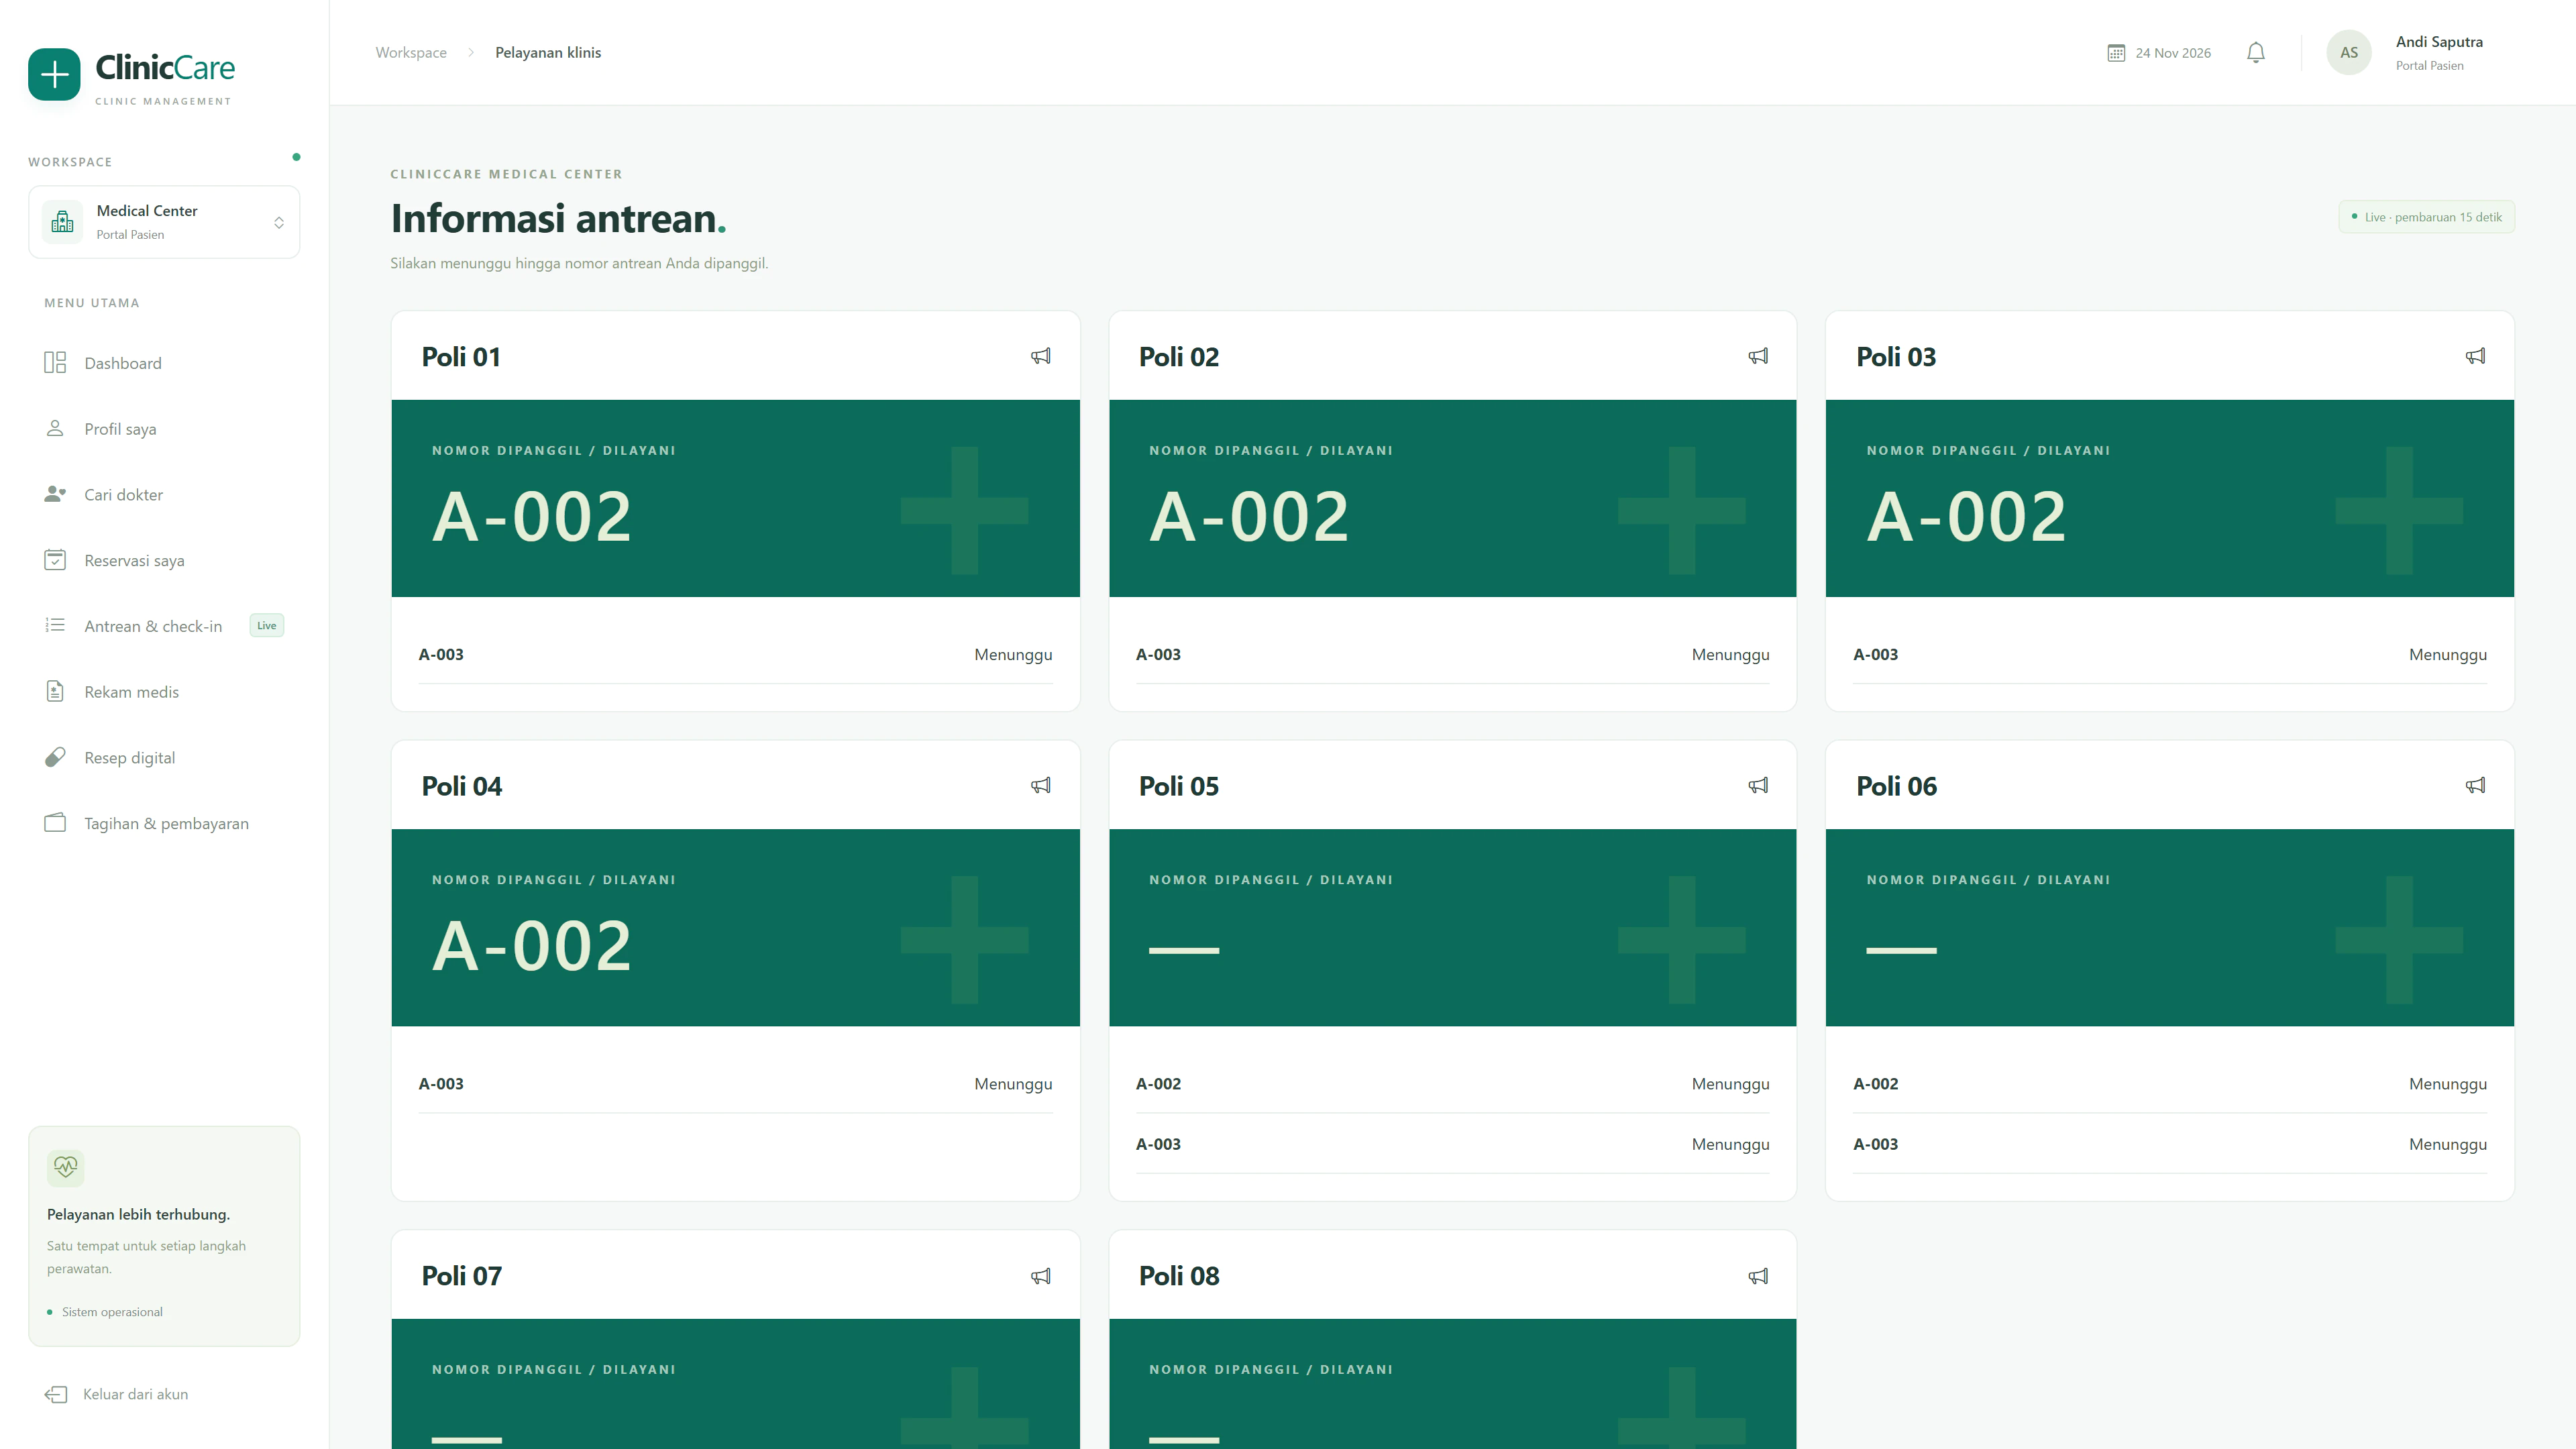 ClinicCare
CLINIC MANAGEMENT
WORKSPACE
Medical Center
Portal Pasien
MENU UTAMA
Dashboard
Profil saya
Cari dokter
Reservasi saya
Antrean & check-in
Live
Rekam medis
Resep digital
Tagihan & pembayaran
Pelayanan lebih terhubung.
Satu tempat untuk setiap langkah
perawatan.
Sistem operasional
Keluar dari akun
Workspace
Pelayanan klinis
24 Nov 2026
AS
Andi Saputra
Portal Pasien
CLINICCARE MEDICAL CENTER
Informasi antrean.
Silakan menunggu hingga nomor antrean Anda dipanggil.
Live · pembaruan 15 detik
Poli 01
NOMOR DIPANGGIL / DILAYANI
A-002
A-003 Menunggu
Poli 02
NOMOR DIPANGGIL / DILAYANI
A-002
A-003 Menunggu
Poli 03
NOMOR DIPANGGIL / DILAYANI
A-002
A-003 Menunggu
Poli 04
NOMOR DIPANGGIL / DILAYANI
A-002
A-003 Menunggu
Poli 05
NOMOR DIPANGGIL / DILAYANI
—
A-002 Menunggu
A-003 Menunggu
Poli 06
NOMOR DIPANGGIL / DILAYANI
—
A-002 Menunggu
A-003 Menunggu
Poli 07
NOMOR DIPANGGIL / DILAYANI
—
Poli 08
NOMOR DIPANGGIL / DILAYANI
—